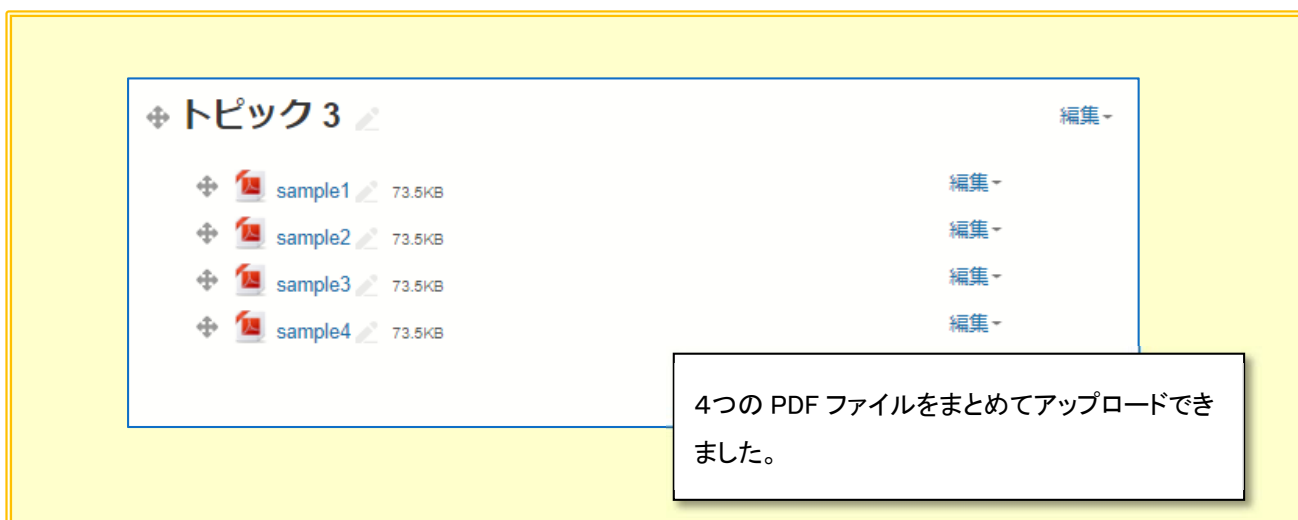 トピック 3 編集
sample1 73.5KB 編集
sample2 73.5KB 編集
sample3 73.5KB 編集
sample4 73.5KB 編集
4つの PDF ファイルをまとめてアップロードでき
ました。